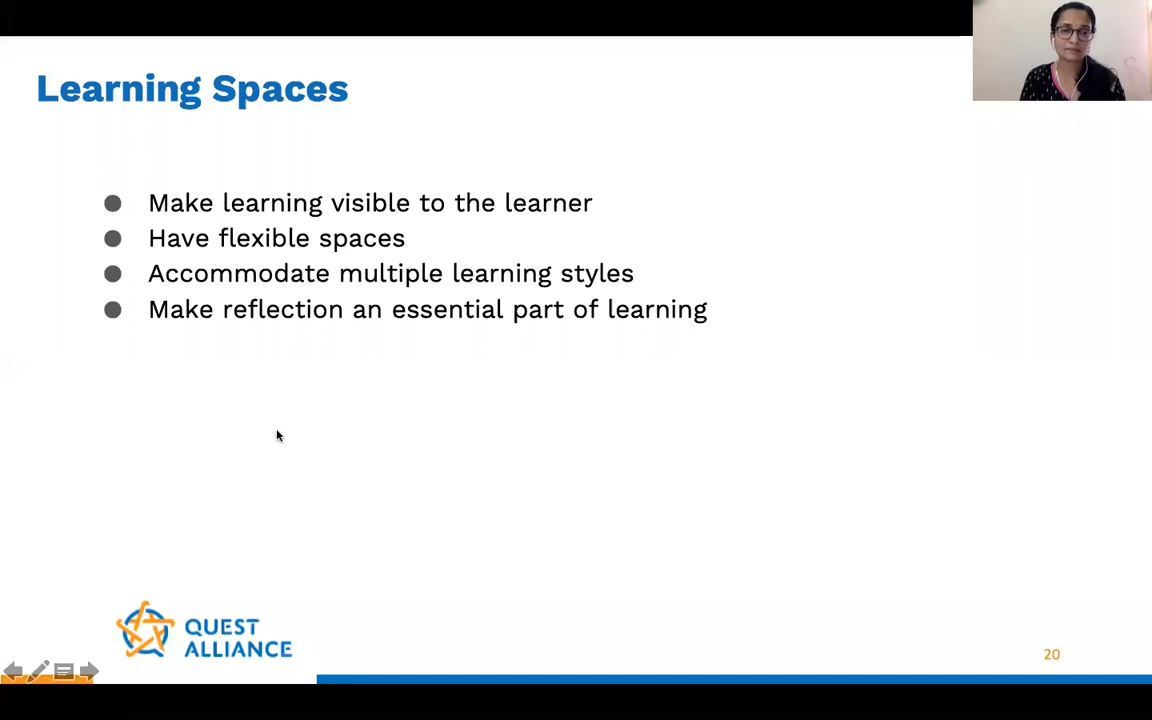 Learning Spaces
● Make learning visible to the learner
● Have flexible spaces
● Accommodate multiple learning styles
● Make reflection an essential part of learning
QUEST
ALLIANCE
20